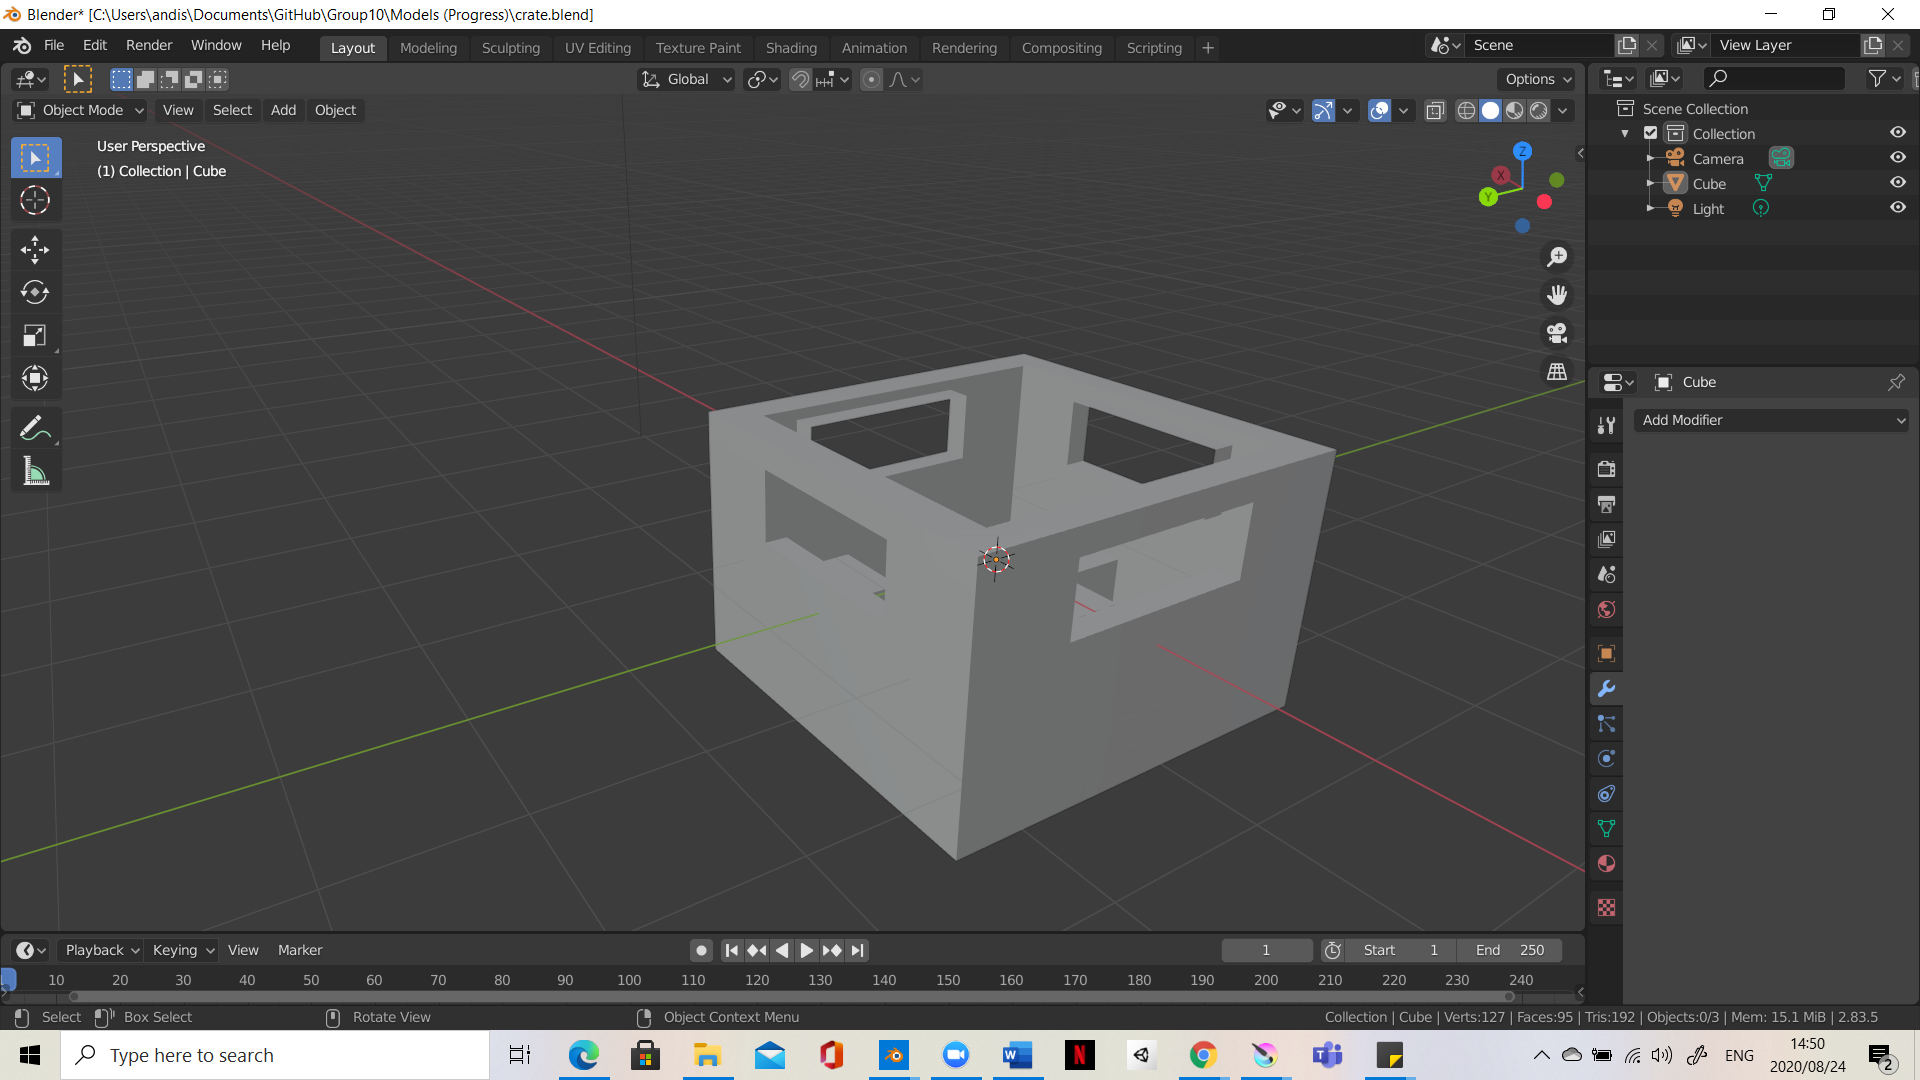 Blender* [C:\Users\andis\Documents\GitHub\Group10\Models (Progress)\crate.blend]
File Edit Render Window Help Layout Modeling Sculpting UV Editing Texture Paint Shading Animation Rendering Compositing Scripting + Scene View Layer
Global Options
Object Mode View Select Add Object
User Perspective
(1) Collection | Cube
Z
X
Y
Scene Collection
Collection
Camera
Cube
Light
Cube
Add Modifier
Playback Keying View Marker 1 Start 1 End 250
10 20 30 40 50 60 70 80 90 100 110 120 130 140 150 160 170 180 190 200 210 220 230 240
Select Box Select Rotate View Object Context Menu Collection | Cube | Verts:127 | Faces:95 | Tris:192 | Objects:0/3 | Mem: 15.1 MiB | 2.83.5
Type here to search
W N ENG
14:50
2020/08/24
2